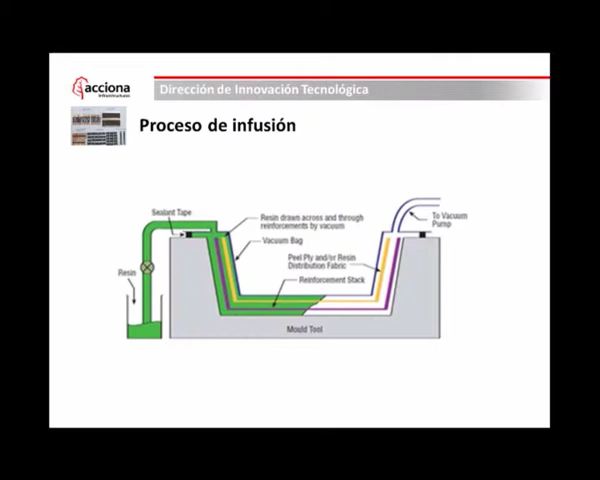 acciona
Infraestructuras
Dirección de Innovación Tecnológica
Proceso de infusión
Sealant Tape
Resin drawn across and through
reinforcements by vacuum
To Vacuum
Pump
Vacuum Bag
Peel Ply and/or Resin
Distribution Fabric
Resin
Reinforcement Stack
Mould Tool